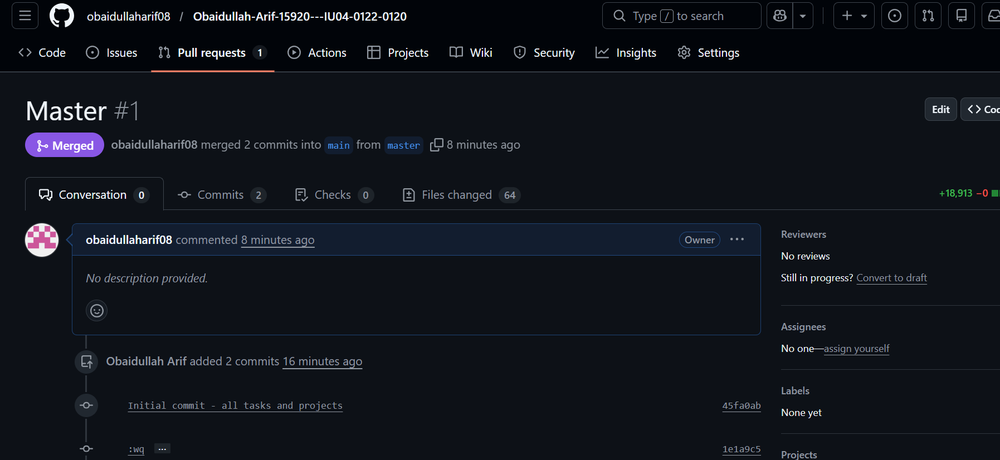 obaidullaharif08 / Obaidullah-Arif-15920---IU04-0122-0120
Type / to search
Code Issues Pull requests 1 Actions Projects Wiki Security Insights Settings
Master #1
Edit
Merged obaidullaharif08 merged 2 commits into main from master 8 minutes ago
Conversation 0 Commits 2 Checks 0 Files changed 64
+18,913 −0
obaidullaharif08 commented 8 minutes ago
Owner
No description provided.
Obaidullah Arif added 2 commits 16 minutes ago
Initial commit - all tasks and projects 45fa0ab
:wq ... 1e1a9c5
Reviewers
No reviews
Still in progress? Convert to draft
Assignees
No one—assign yourself
Labels
None yet
Projects